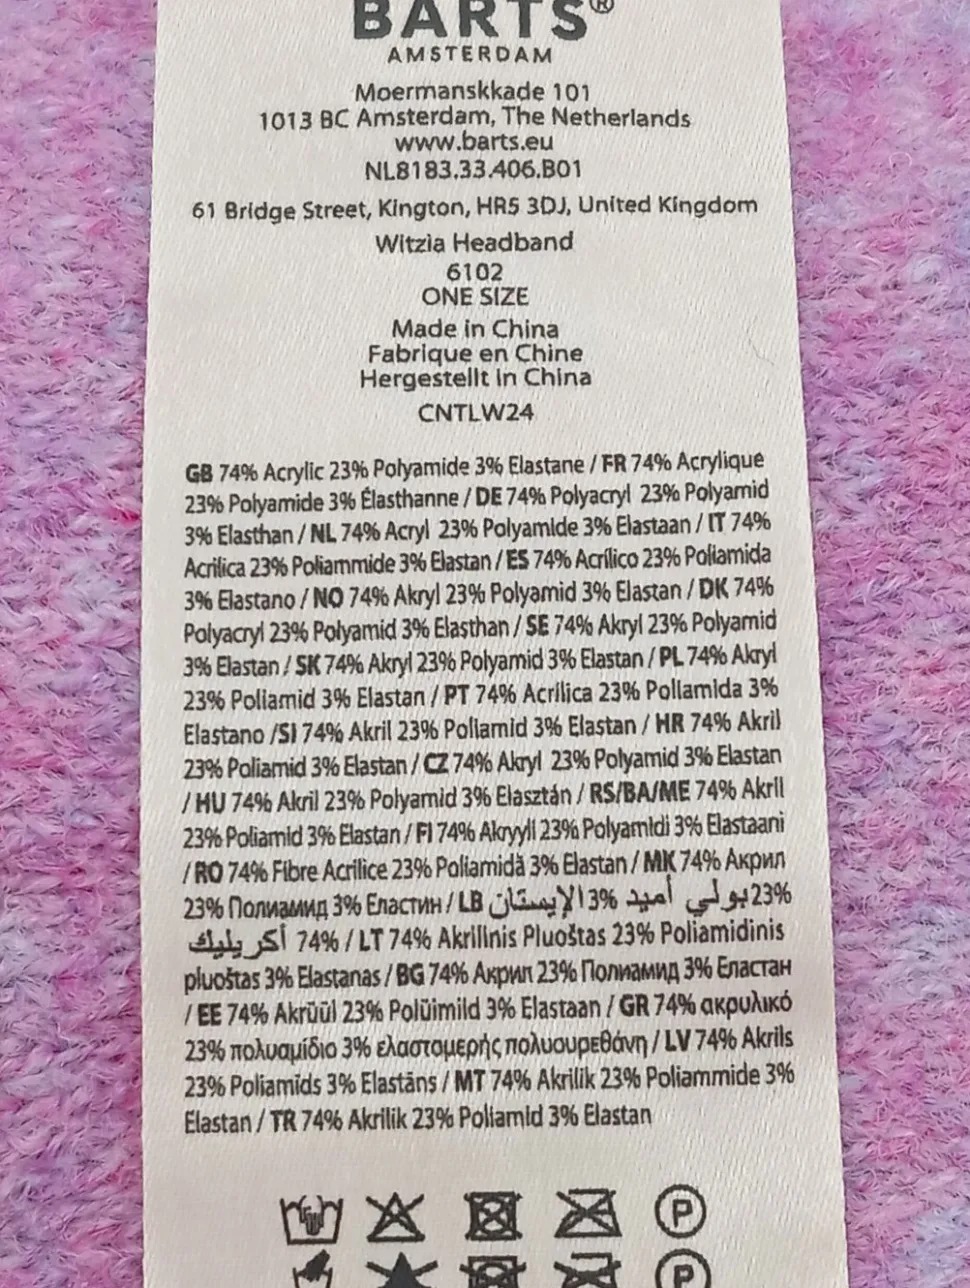 BARTS®
AMSTERDAM
Moermanskkade 101
1013 BC Amsterdam, The Netherlands
www.barts.eu
NL8183.33.406.B01
61 Bridge Street, Kington, HR5 3DJ, United Kingdom
Witzia Headband
6102
ONE SIZE
Made in China
Fabriqué en Chine
Hergestellt in China
CNTLW24
GB 74% Acrylic 23% Polyamide 3% Elastane / FR 74% Acrylique
23% Polyamide 3% Élasthanne / DE 74% Polyacryl 23% Polyamid
3% Elasthan / NL 74% Acryl 23% Polyamide 3% Elastaan / IT 74%
Acrilica 23% Poliammide 3% Elastan / ES 74% Acrílico 23% Poliamida
3% Elastano / NO 74% Akryl 23% Polyamid 3% Elastan / DK 74%
Polyacryl 23% Polyamid 3% Elasthan / SE 74% Akryl 23% Polyamid
3% Elastan / SK 74% Akryl 23% Polyamid 3% Elastan / PL 74% Akryl
23% Poliamid 3% Elastan / PT 74% Acrílica 23% Poliamida 3%
Elastano /SI 74% Akril 23% Poliamid 3% Elastan / HR 74% Akril
23% Poliamid 3% Elastan / CZ 74% Akryl 23% Polyamid 3% Elastan
/ HU 74% Akril 23% Polyamid 3% Elasztán / RS/BA/ME 74% Akril
23% Poliamid 3% Elastan / FI 74% Akryyli 23% Polyamidi 3% Elastaani
/ RO 74% Fibre Acrilice 23% Poliamidă 3% Elastan / MK 74% Акрил
23% Полиамид 3% Еластин / LB الإيستان 3% بولي أميد 23%
أكريليك 74% / LT 74% Akrilinis Pluoštas 23% Poliamidinis
pluoštas 3% Elastanas / BG 74% Акрил 23% Полиамид 3% Еластан
/ EE 74% Akrüül 23% Polüimild 3% Elastaan / GR 74% ακρυλικό
23% πολυαμίδιο 3% ελαστομερής πολυουρεθάνη / LV 74% Akrils
23% Poliamīds 3% Elastāns / MT 74% Akrilik 23% Poliammide 3%
Elastan / TR 74% Akrilik 23% Poliamid 3% Elastan
P
P